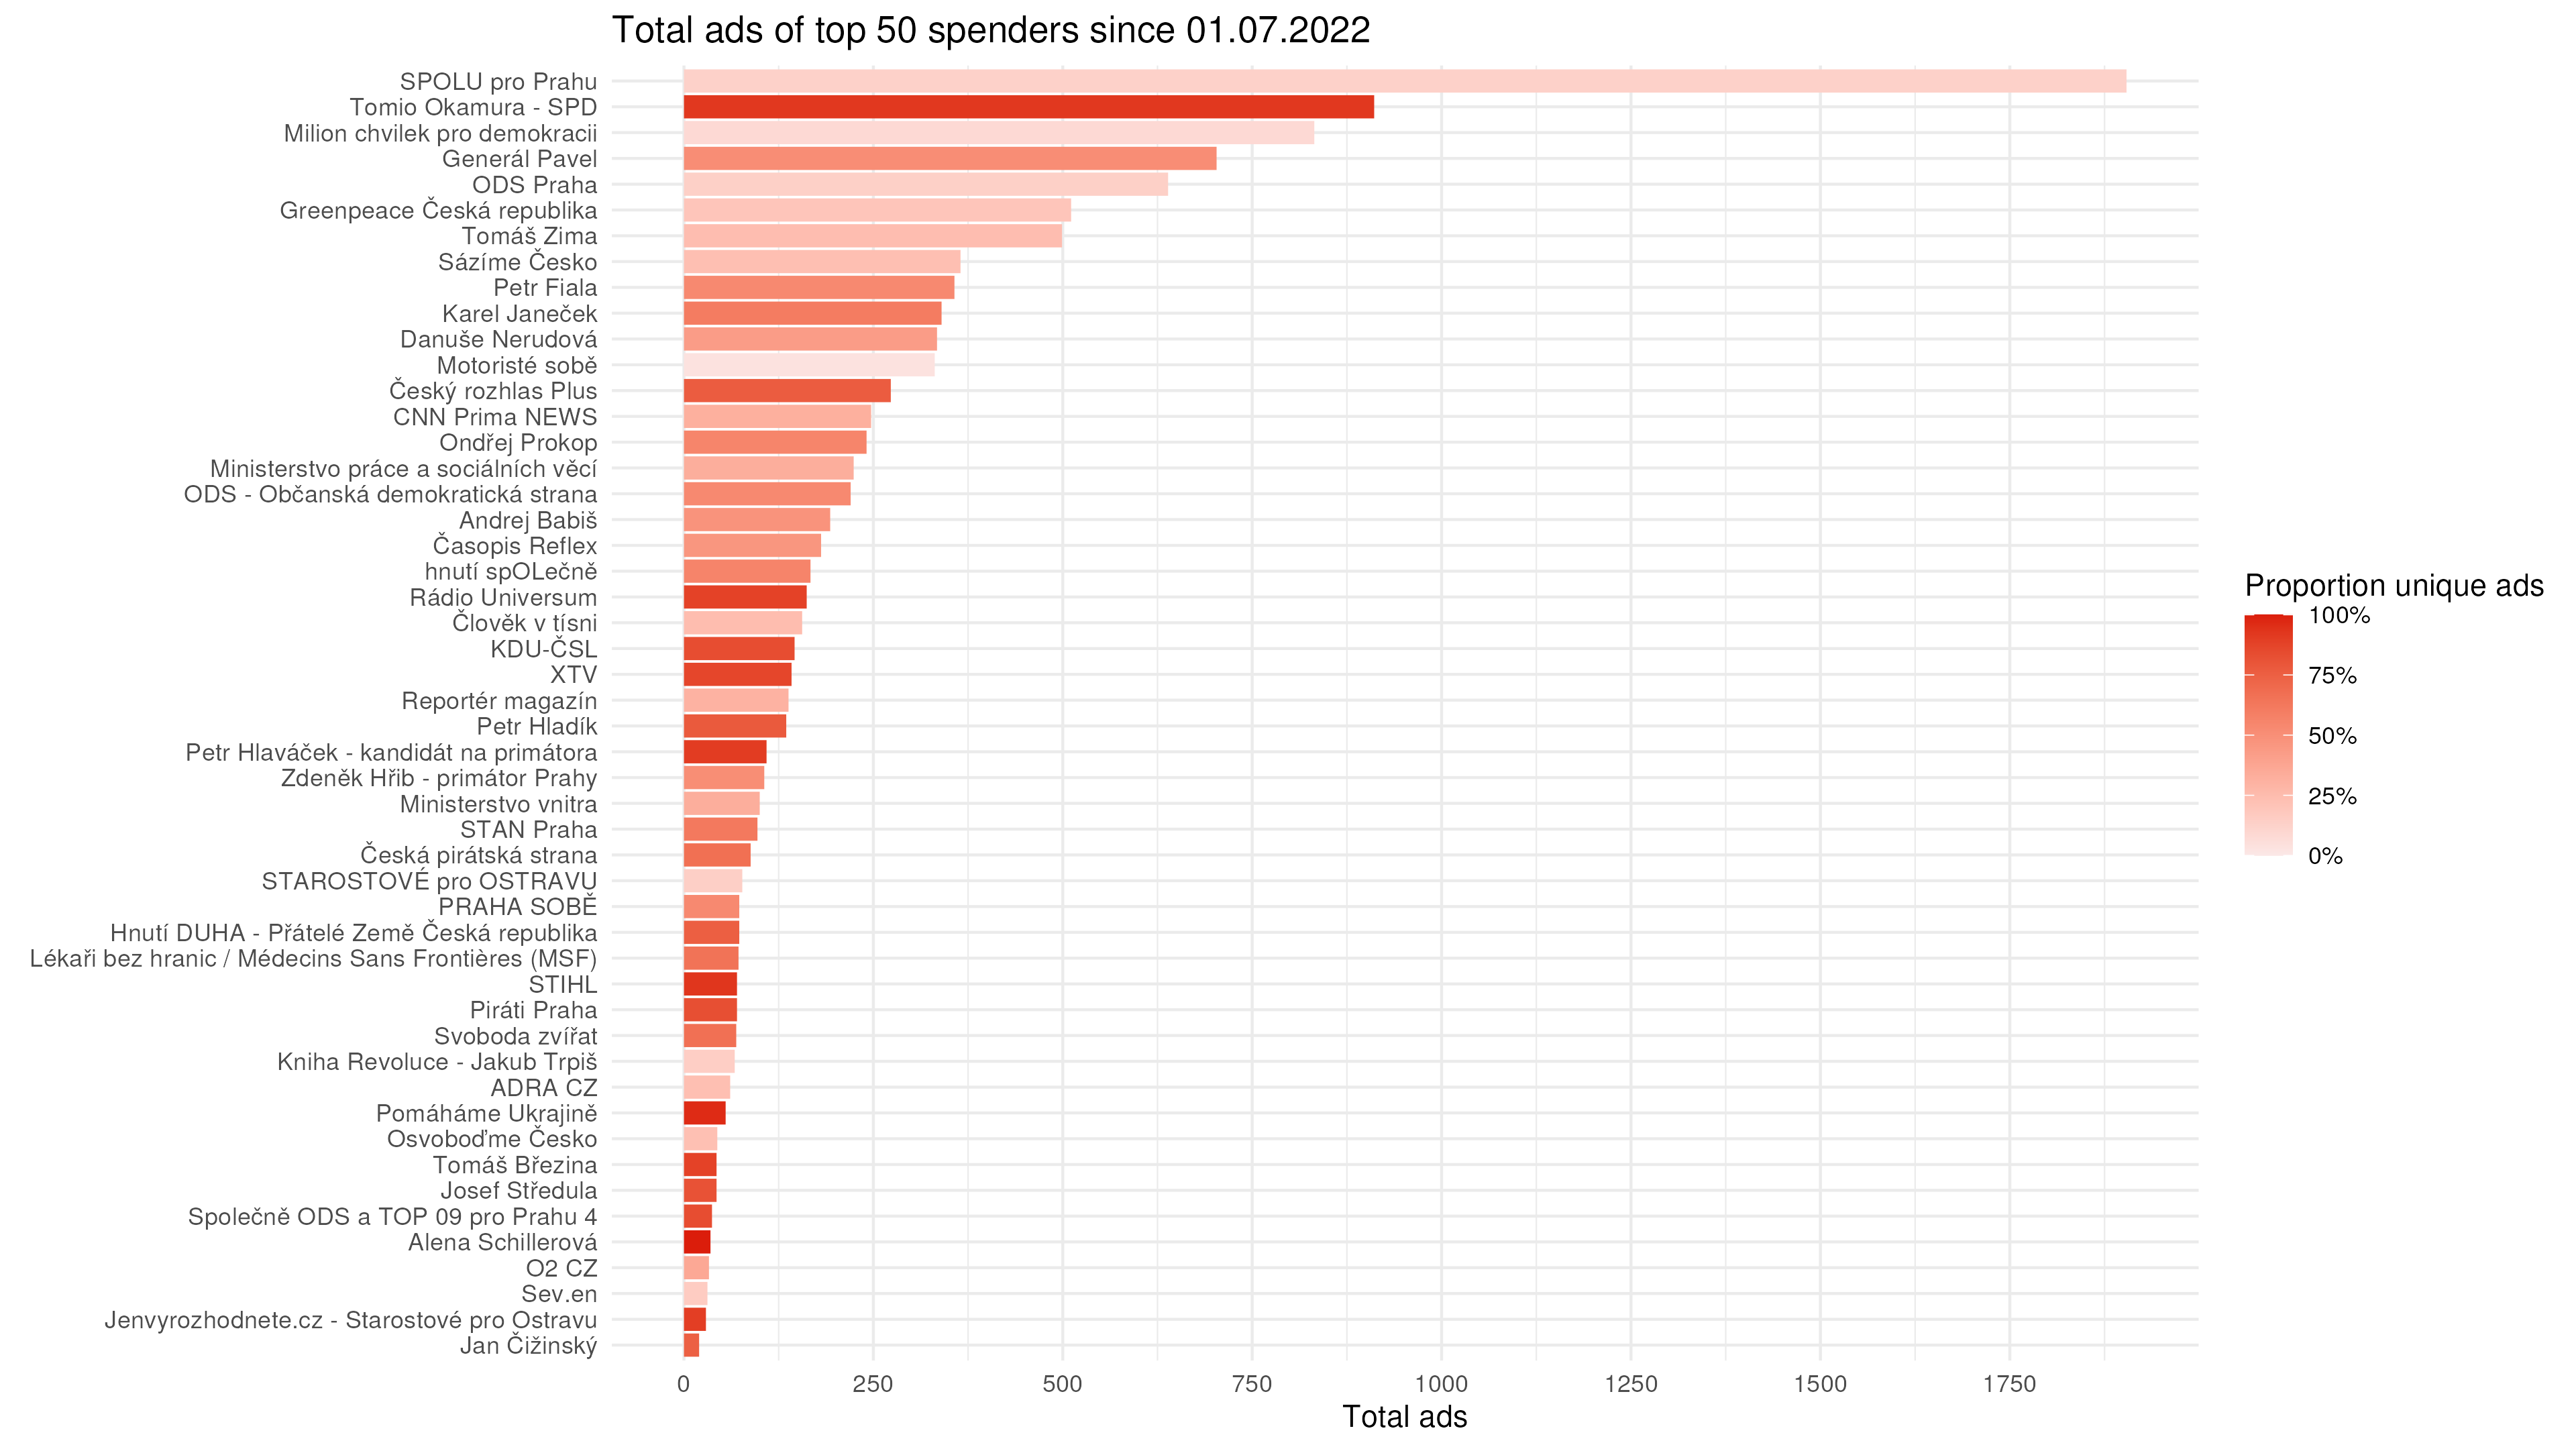 Total ads of top 50 spenders since 01.07.2022
SPOLU pro Prahu
Tomio Okamura - SPD
Milion chvilek pro demokracii
Generál Pavel
ODS Praha
Greenpeace Česká republika
Tomáš Zima
Sázíme Česko
Petr Fiala
Karel Janeček
Danuše Nerudová
Motoristé sobě
Český rozhlas Plus
CNN Prima NEWS
Ondřej Prokop
Ministerstvo práce a sociálních věcí
ODS - Občanská demokratická strana
Andrej Babiš
Časopis Reflex
hnutí spOLečně
Rádio Universum
Člověk v tísni
KDU-ČSL
XTV
Reportér magazín
Petr Hladík
Petr Hlaváček - kandidát na primátora
Zdeněk Hřib - primátor Prahy
Ministerstvo vnitra
STAN Praha
Česká pirátská strana
STAROSTOVÉ pro OSTRAVU
PRAHA SOBĚ
Hnutí DUHA - Přátelé Země Česká republika
Lékaři bez hranic / Médecins Sans Frontières (MSF)
STIHL
Piráti Praha
Svoboda zvířat
Kniha Revoluce - Jakub Trpiš
ADRA CZ
Pomáháme Ukrajině
Osvoboďme Česko
Tomáš Březina
Josef Středula
Společně ODS a TOP 09 pro Prahu 4
Alena Schillerová
O2 CZ
Sev.en
Jenvyrozhodnete.cz - Starostové pro Ostravu
Jan Čižinský
0 250 500 750 1000 1250 1500 1750
Total ads
Proportion unique ads
100%
75%
50%
25%
0%